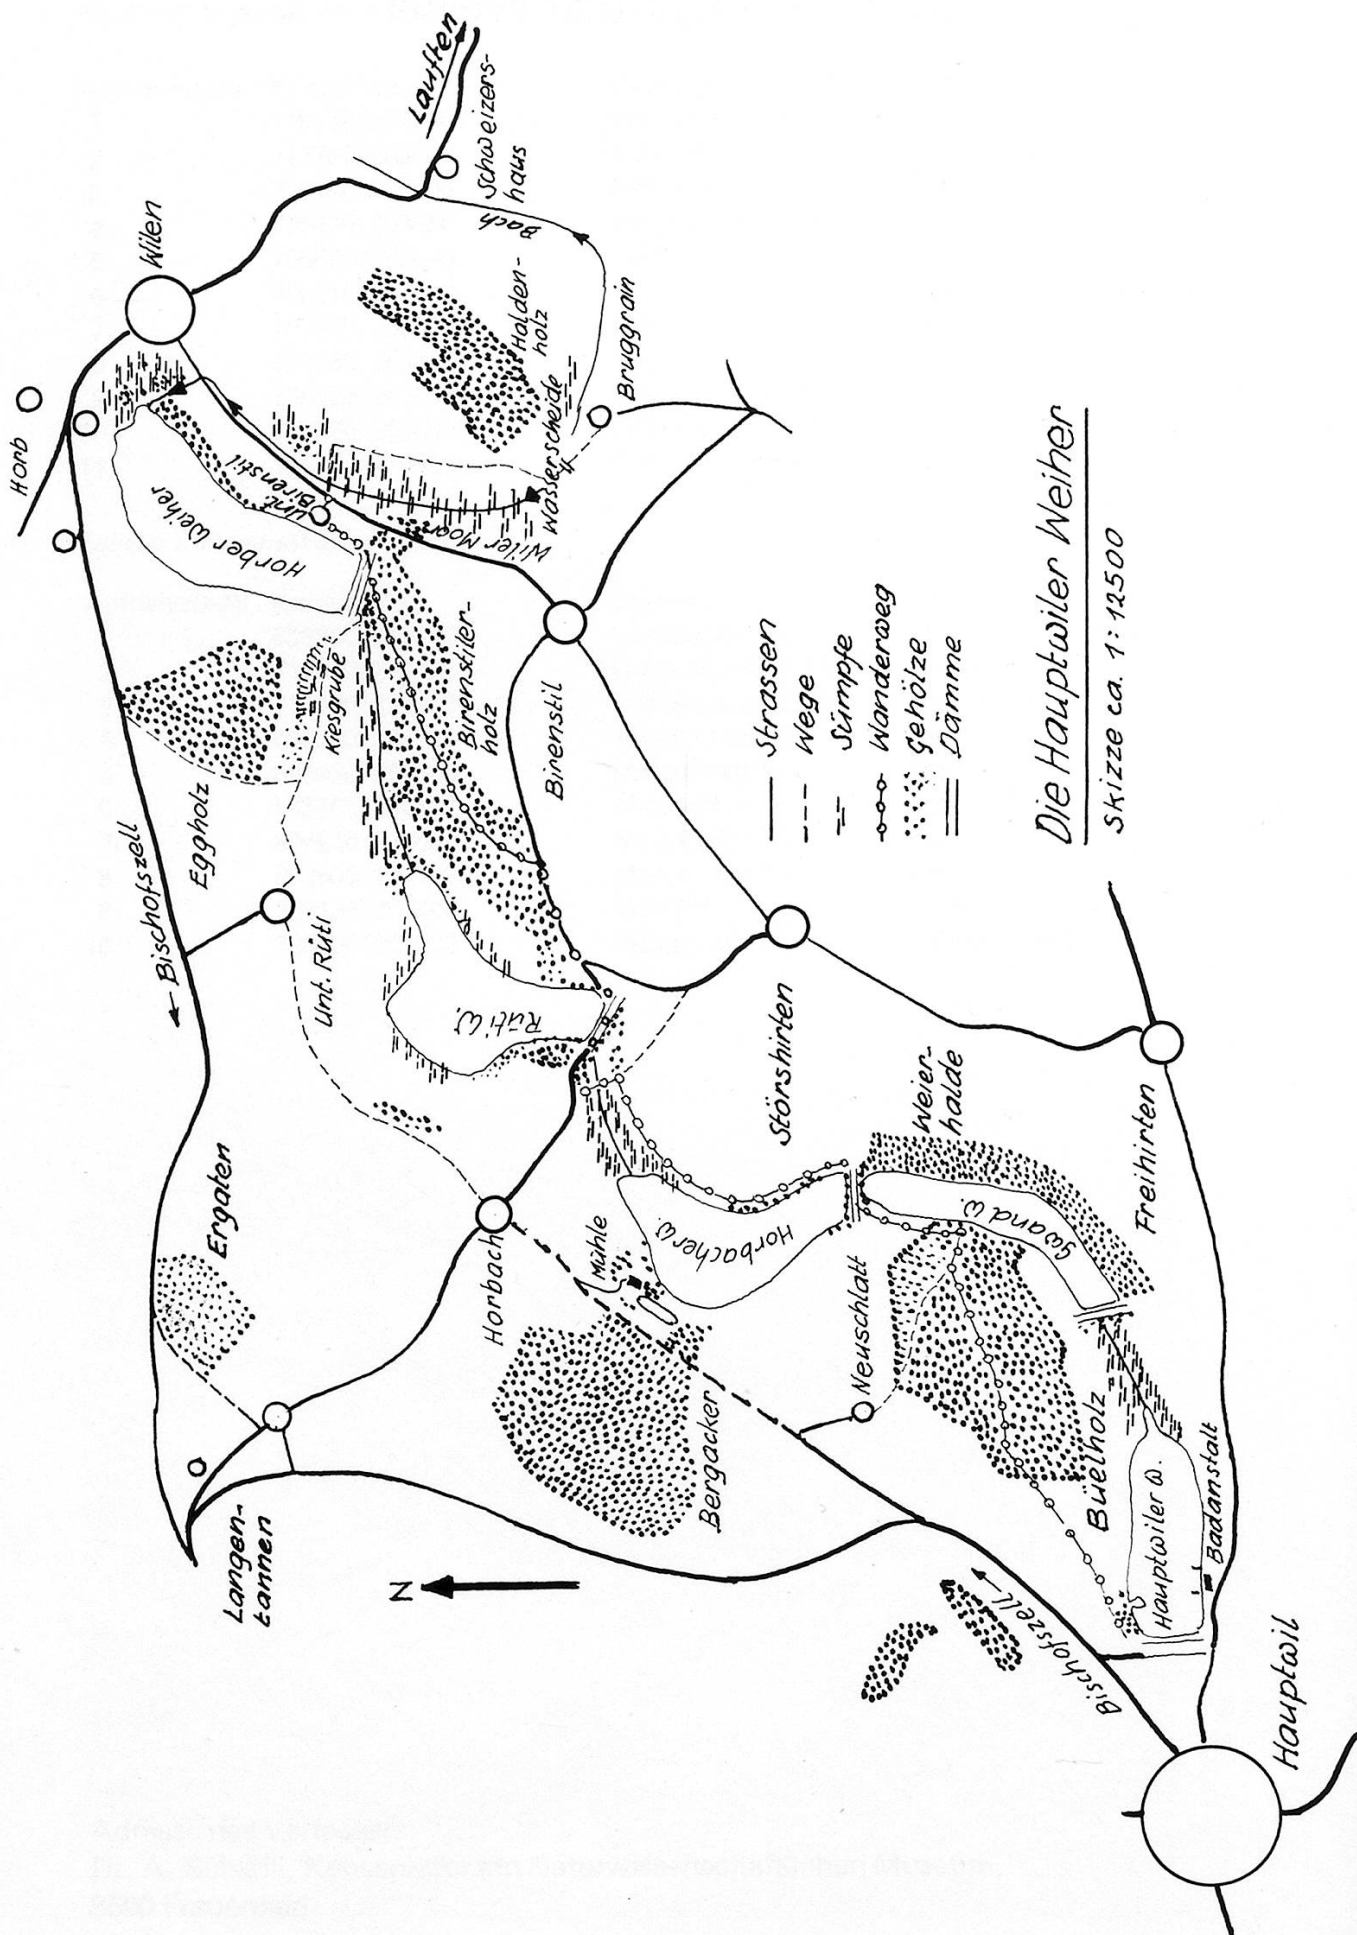 Die Hauptwiler Weiher
Skizze ca. 1:12500
Strassen
Wege
Sümpfe
Wanderweg
Gehölze
Dämme
N
Langen-
tannen
Ergaten
← Bischofszell
Eggholz
Unt. Rüti
Kiesgrube
Horb
Wilen
Horber Weiher
Unt.
Birenstil
Lauften
Schweizers-
haus
Bach
Halden-
holz
Wasserscheide
Bruggrain
Wiler Moor
Birenstiler-
holz
Birenstil
Rüti W.
R.
Horbach
Mühle
Horbacher W.
Störshirten
Weier-
halde
Gwand W.
Bergacker
Neuschlatt
Büelholz
Freihirten
Hauptwiler W.
Badanstalt
Bischofszell →
Hauptwil